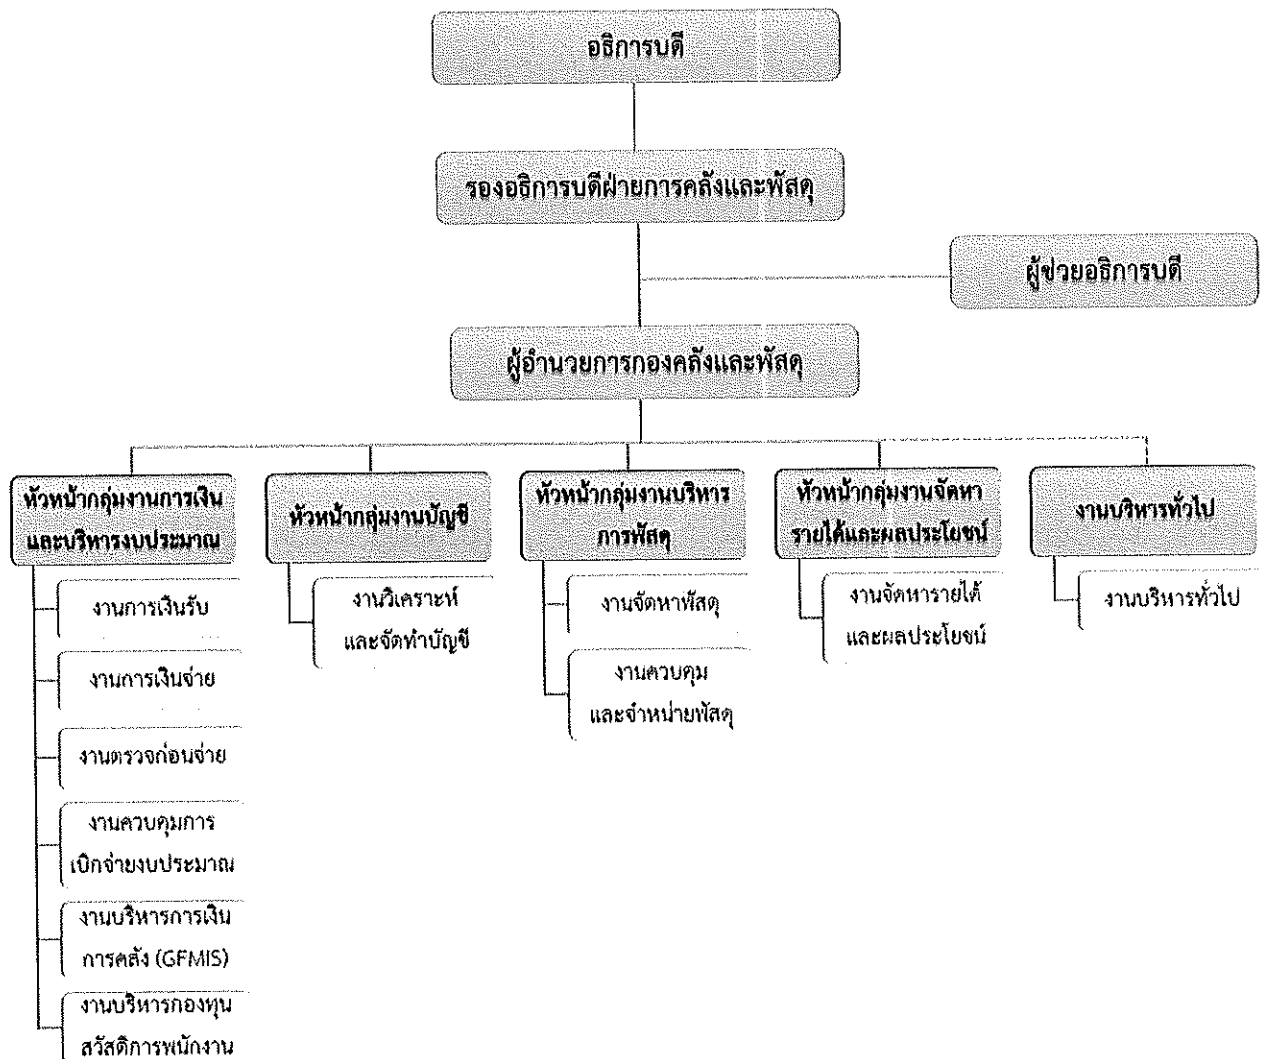 อธิการบดี
รองอธิการบดีฝ่ายการคลังและพัสดุ
ผู้ช่วยอธิการบดี
ผู้อำนวยการกองคลังและพัสดุ
หัวหน้ากลุ่มงานการเงิน
และบริหารงบประมาณ
งานการเงินรับ
งานการเงินจ่าย
งานตรวจก่อนจ่าย
งานควบคุมการ
เบิกจ่ายงบประมาณ
งานบริหารการเงิน
การคลัง (GFMIS)
งานบริหารกองทุน
สวัสดิการพนักงาน
หัวหน้ากลุ่มงานบัญชี
งานวิเคราะห์
และจัดทำบัญชี
หัวหน้ากลุ่มงานบริหาร
การพัสดุ
งานจัดหาพัสดุ
งานควบคุม
และจำหน่ายพัสดุ
หัวหน้ากลุ่มงานจัดหา
รายได้และผลประโยชน์
งานจัดหารายได้
และผลประโยชน์
งานบริหารทั่วไป
งานบริหารทั่วไป